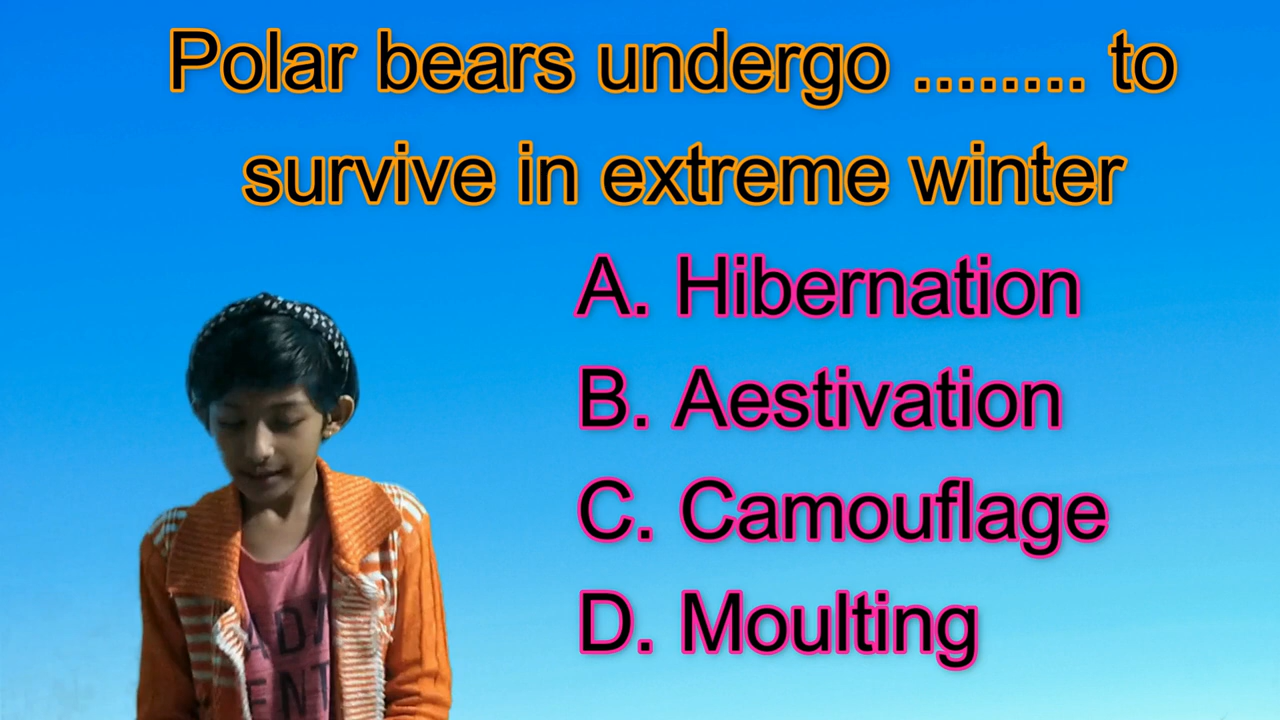 Polar bears undergo ........ to
survive in extreme winter
A. Hibernation
B. Aestivation
C. Camouflage
D. Moulting